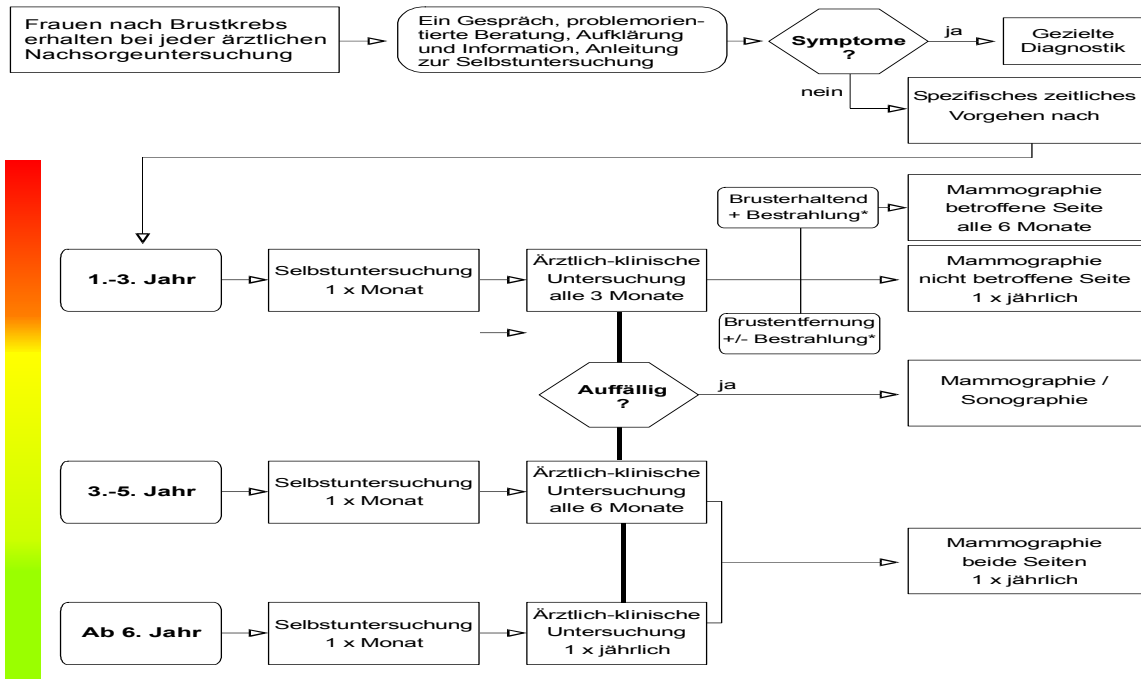 Frauen nach Brustkrebs
erhalten bei jeder ärztlichen
Nachsorgeuntersuchung
Ein Gespräch, problemorien-
tierte Beratung, Aufklärung
und Information, Anleitung
zur Selbstuntersuchung
Symptome
?
ja
Gezielte
Diagnostik
nein
Spezifisches zeitliches
Vorgehen nach
Brusterhaltend
+ Bestrahlung*
Mammographie
betroffene Seite
alle 6 Monate
1.-3. Jahr
Selbstuntersuchung
1 x Monat
Ärztlich-klinische
Untersuchung
alle 3 Monate
Mammographie
nicht betroffene Seite
1 x jährlich
Brustentfernung
+/- Bestrahlung*
Auffällig
?
ja
Mammographie /
Sonographie
3.-5. Jahr
Selbstuntersuchung
1 x Monat
Ärztlich-klinische
Untersuchung
alle 6 Monate
Mammographie
beide Seiten
1 x jährlich
Ab 6. Jahr
Selbstuntersuchung
1 x Monat
Ärztlich-klinische
Untersuchung
1 x jährlich